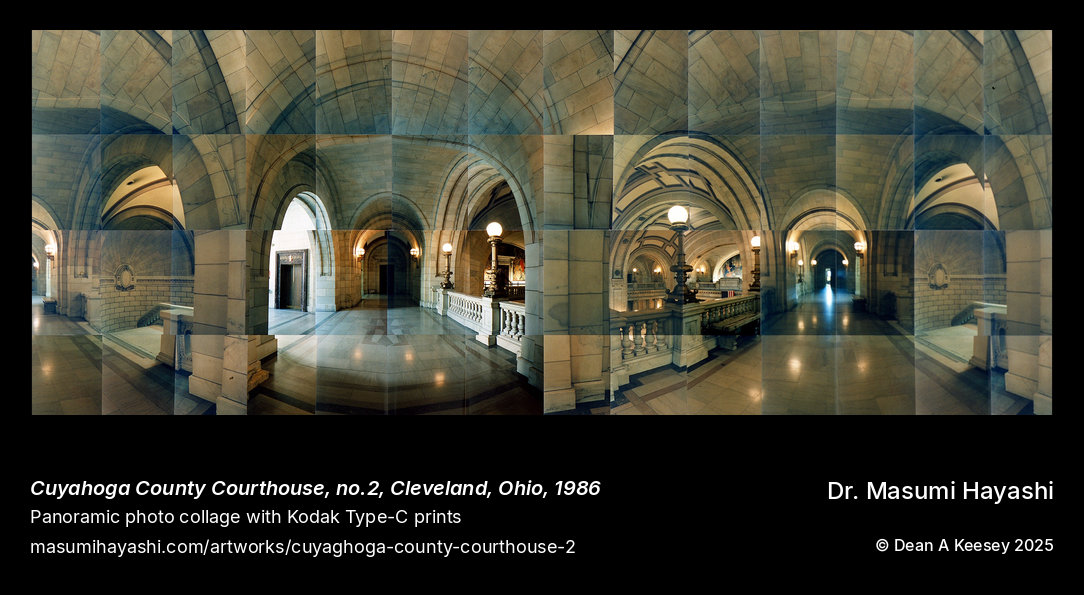 Cuyahoga County Courthouse, no.2, Cleveland, Ohio, 1986
Panoramic photo collage with Kodak Type-C prints
masumihayashi.com/artworks/cuyaghoga-county-courthouse-2
Dr. Masumi Hayashi
© Dean A Keesey 2025